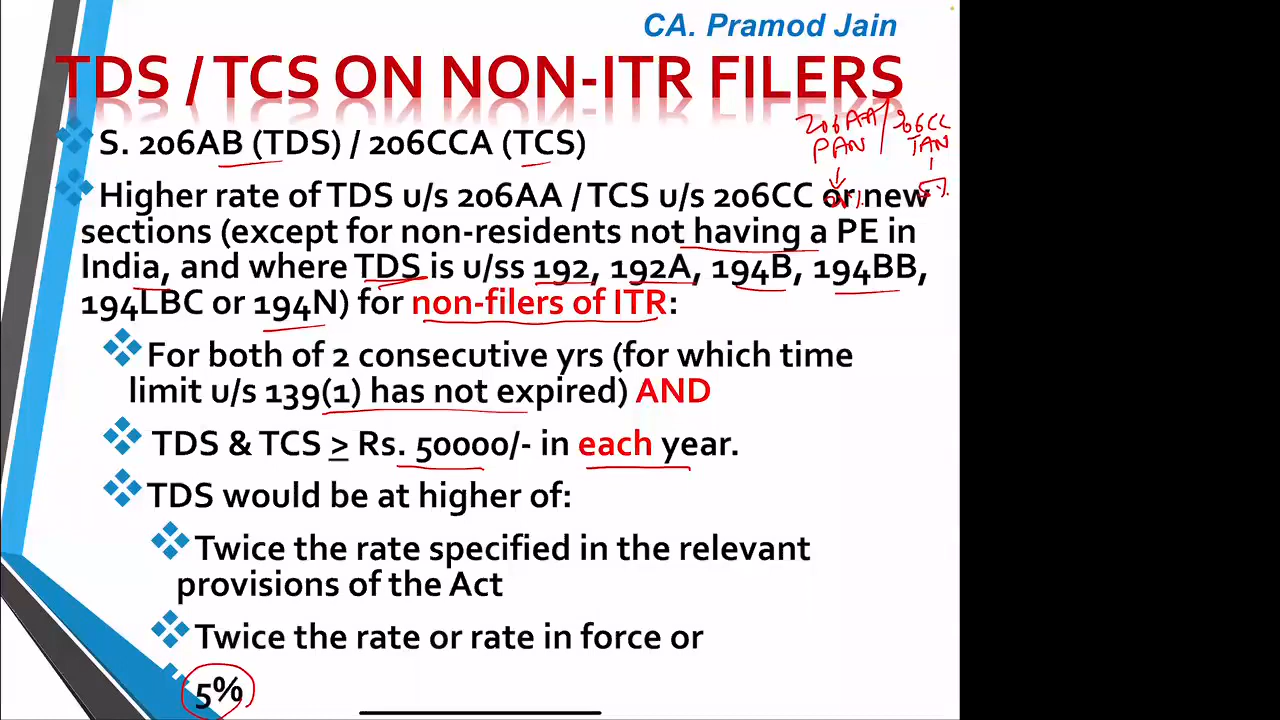 CA. Pramod Jain
TDS / TCS ON NON-ITR FILERS
206AA / 206CC
PAN
S. 206AB (TDS) / 206CCA (TCS)
Higher rate of TDS u/s 206AA / TCS u/s 206CC or new
5%
sections (except for non-residents not having a PE in
India, and where TDS is u/ss 192, 192A, 194B, 194BB,
194LBC or 194N) for non-filers of ITR:
For both of 2 consecutive yrs (for which time
limit u/s 139(1) has not expired) AND
TDS & TCS ≥ Rs. 50000/- in each year.
TDS would be at higher of:
Twice the rate specified in the relevant
provisions of the Act
Twice the rate or rate in force or
5%